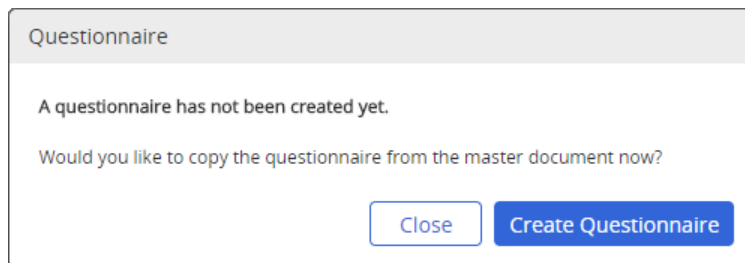 Questionnaire
A questionnaire has not been created yet.
Would you like to copy the questionnaire from the master document now?
Close
Create Questionnaire